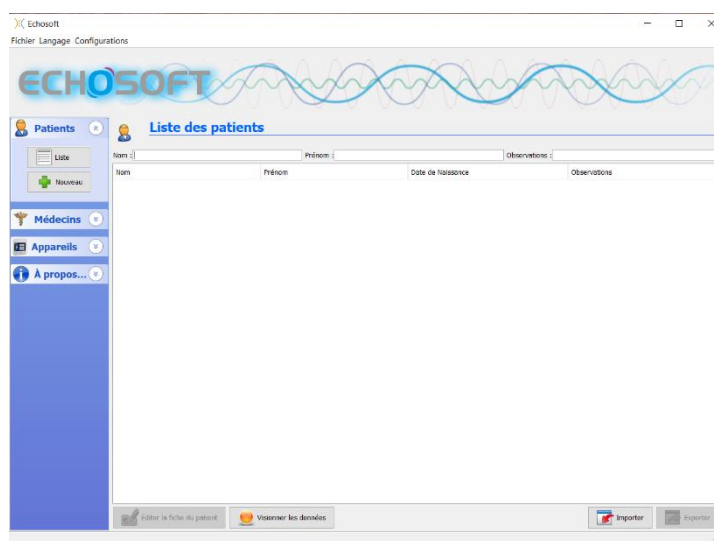 Echosoft
Fichier Langage Configurations
ECHOSOFT
Patients
Liste des patients
Liste
Nouveau
Nom :
Prénom :
Observations :
Nom Prénom Date de Naissance Observations
Médecins
Appareils
À propos...
Editer la fiche du patient
Visionner les données
Importer
Exporter